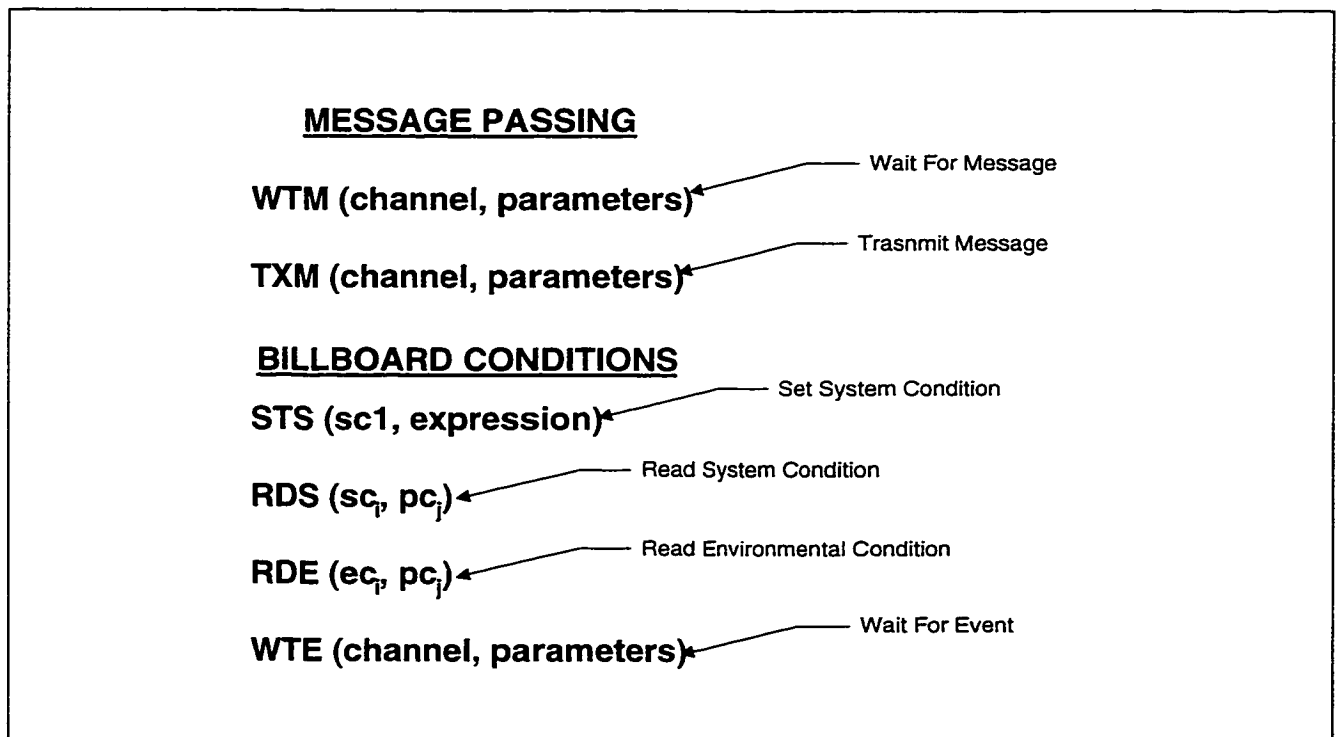 MESSAGE PASSING
Wait For Message
WTM (channel, parameters)
Trasnmit Message
TXM (channel, parameters)
BILLBOARD CONDITIONS
Set System Condition
STS (sc1, expression)
Read System Condition
RDS (sci, pcj)
Read Environmental Condition
RDE (eci, pcj)
Wait For Event
WTE (channel, parameters)